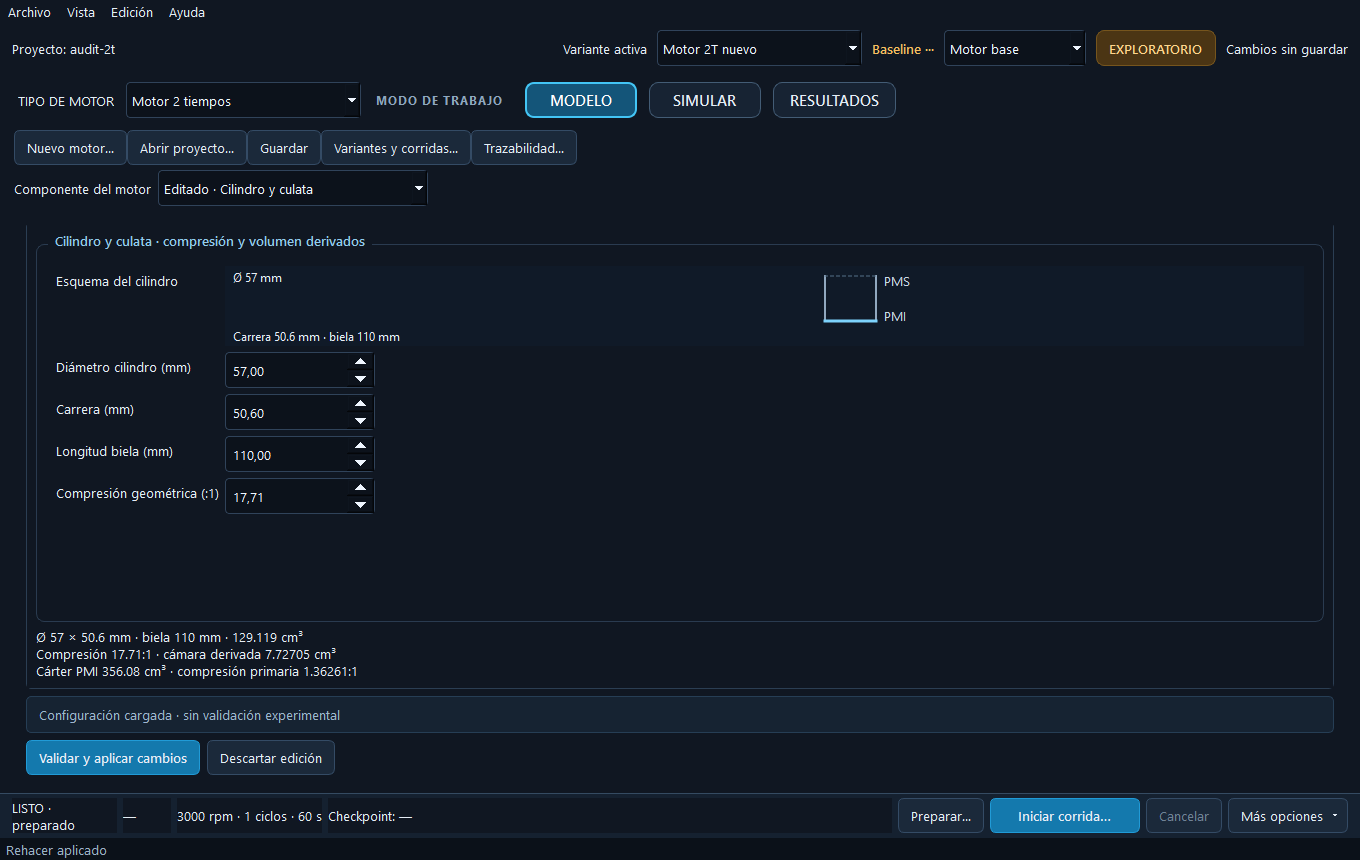 Archivo Vista Edición Ayuda
Proyecto: audit-2t Variante activa Motor 2T nuevo Baseline ··· Motor base EXPLORATORIO Cambios sin guardar
TIPO DE MOTOR Motor 2 tiempos MODO DE TRABAJO MODELO SIMULAR RESULTADOS
Nuevo motor... Abrir proyecto... Guardar Variantes y corridas... Trazabilidad...
Componente del motor Editado · Cilindro y culata
Cilindro y culata · compresión y volumen derivados
Esquema del cilindro Ø 57 mm PMS
PMI
Carrera 50.6 mm · biela 110 mm
Diámetro cilindro (mm) 57,00
Carrera (mm) 50,60
Longitud biela (mm) 110,00
Compresión geométrica (:1) 17,71
Ø 57 × 50.6 mm · biela 110 mm · 129.119 cm³
Compresión 17.71:1 · cámara derivada 7.72705 cm³
Cárter PMI 356.08 cm³ · compresión primaria 1.36261:1
Configuración cargada · sin validación experimental
Validar y aplicar cambios Descartar edición
LISTO ·
preparado — 3000 rpm · 1 ciclos · 60 s Checkpoint: — Preparar... Iniciar corrida... Cancelar Más opciones
Rehacer aplicado